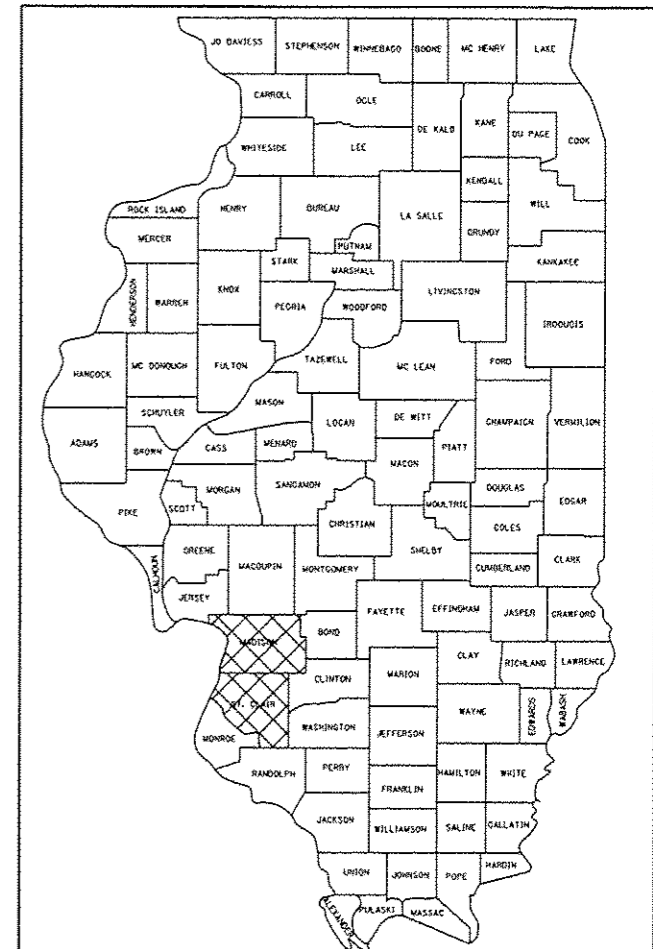 JO DAVIESS STEPHENSON WINNEBAGO BOONE MC HENRY LAKE
CARROLL OGLE
DE KALB KANE DU PAGE COOK
WHITESIDE LEE
KENDALL
ROCK ISLAND HENRY BUREAU LA SALLE WILL
MERCER PUTNAM GRUNDY
STARK MARSHALL KANKAKEE
HENDERSON WARREN KNOX PEORIA WOODFORD LIVINGSTON IROQUOIS
HANCOCK MC DONOUGH FULTON TAZEWELL MC LEAN FORD
SCHUYLER MASON LOGAN DE WITT CHAMPAIGN VERMILION
ADAMS BROWN CASS MENARD PIATT
MACON
PIKE SCOTT MORGAN SANGAMON MOULTRIE DOUGLAS EDGAR
CHRISTIAN COLES
CALHOUN GREENE MACOUPIN MONTGOMERY SHELBY CUMBERLAND CLARK
JERSEY FAYETTE EFFINGHAM JASPER CRAWFORD
MADISON BOND
CLAY RICHLAND LAWRENCE
CLINTON MARION
ST. CLAIR WAYNE EDWARDS WABASH
MONROE WASHINGTON JEFFERSON
RANDOLPH PERRY HAMILTON WHITE
FRANKLIN
JACKSON WILLIAMSON SALINE GALLATIN
UNION JOHNSON POPE HARDIN
ALEXANDER PULASKI MASSAC